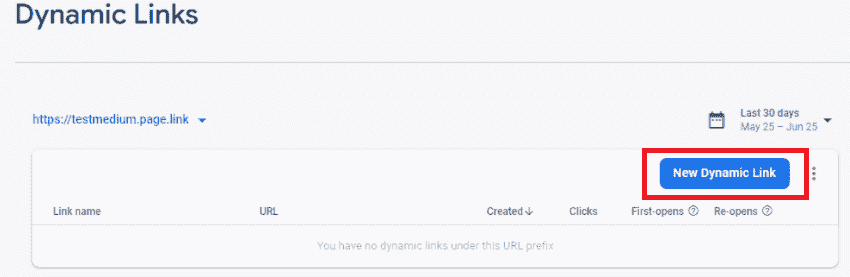 Dynamic Links
https://testmedium.page.link
Last 30 days
May 25 – Jun 25
New Dynamic Link
Link name URL Created Clicks First-opens Re-opens
You have no dynamic links under this URL prefix